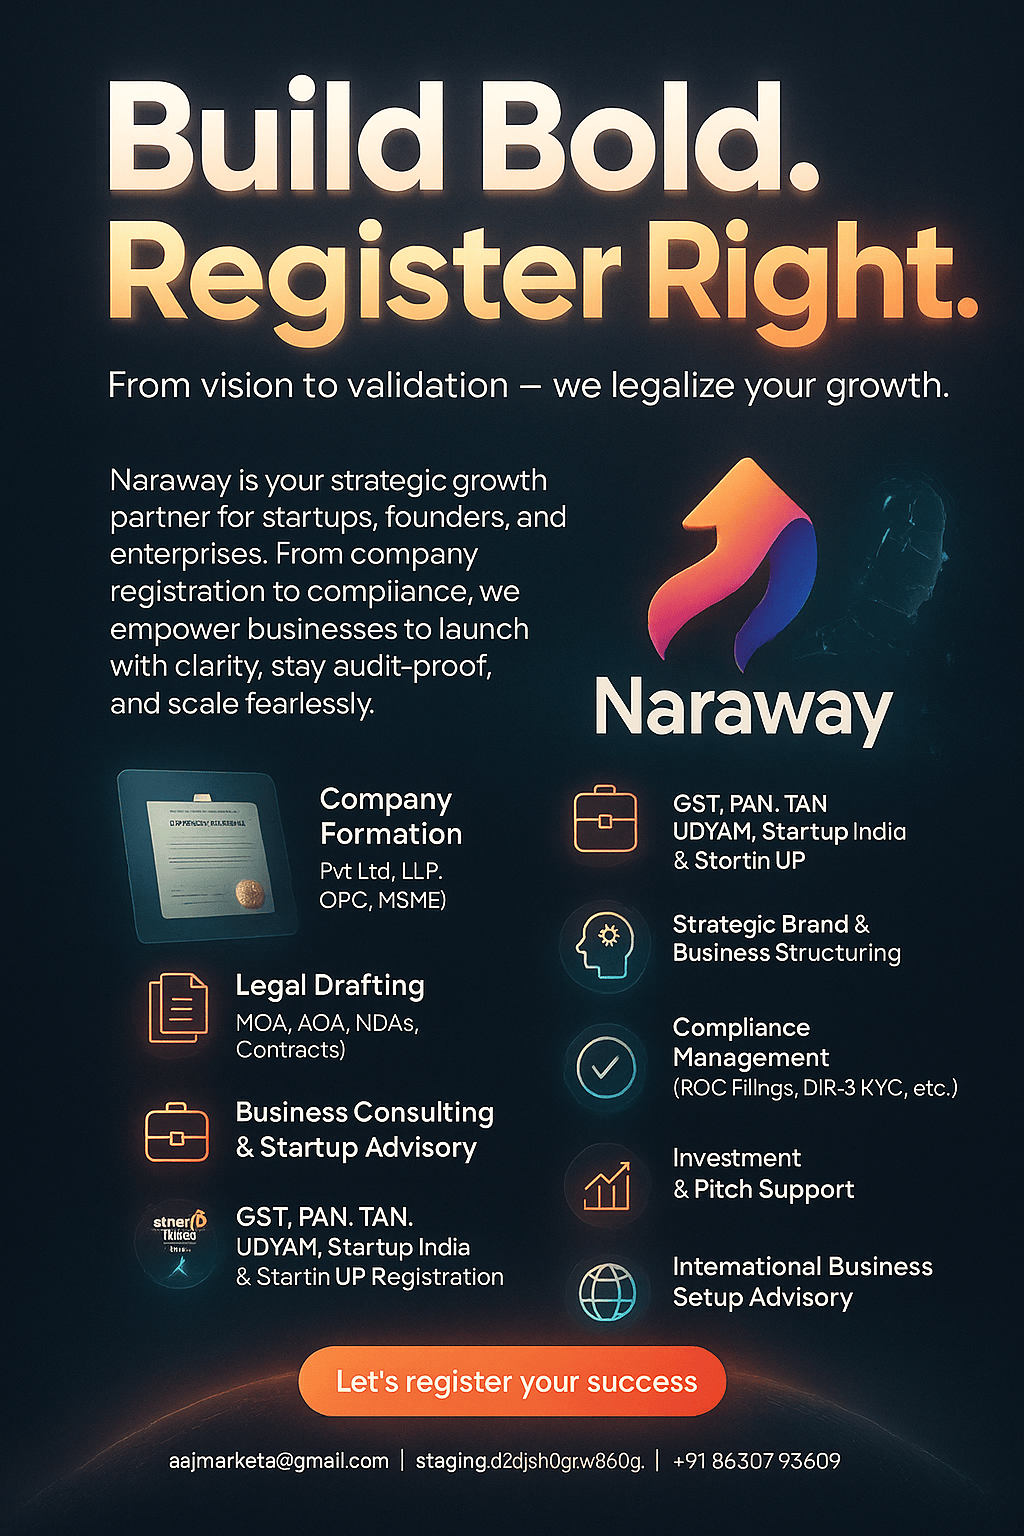 Build Bold.
Register Right.
From vision to validation – we legalize your growth.
Naraway is your strategic growth
partner for startups, founders, and
enterprises. From company
registration to compiiance, we
empower businesses to launch
with clarity, stay audit-proof,
and scale fearlessly.
Naraway
Company
Formation
Pvt Ltd, LLP.
OPC, MSME)
Legal Drafting
MOA, AOA, NDAs,
Contracts)
Business Consulting
& Startup Advisory
stner
GST, PAN. TAN.
UDYAM, Startup India
& Startin UP Registration
GST, PAN. TAN
UDYAM, Startup India
& Stortin UP
Strategic Brand &
Business Structuring
Compliance
Management
(ROC Fillngs, DIR-3 KYC, etc.)
Investment
& Pitch Support
International Business
Setup Advisory
Let's register your success
aajmarketa@gmail.com | staging.d2djsh0gr.w860g. | +91 86307 93609